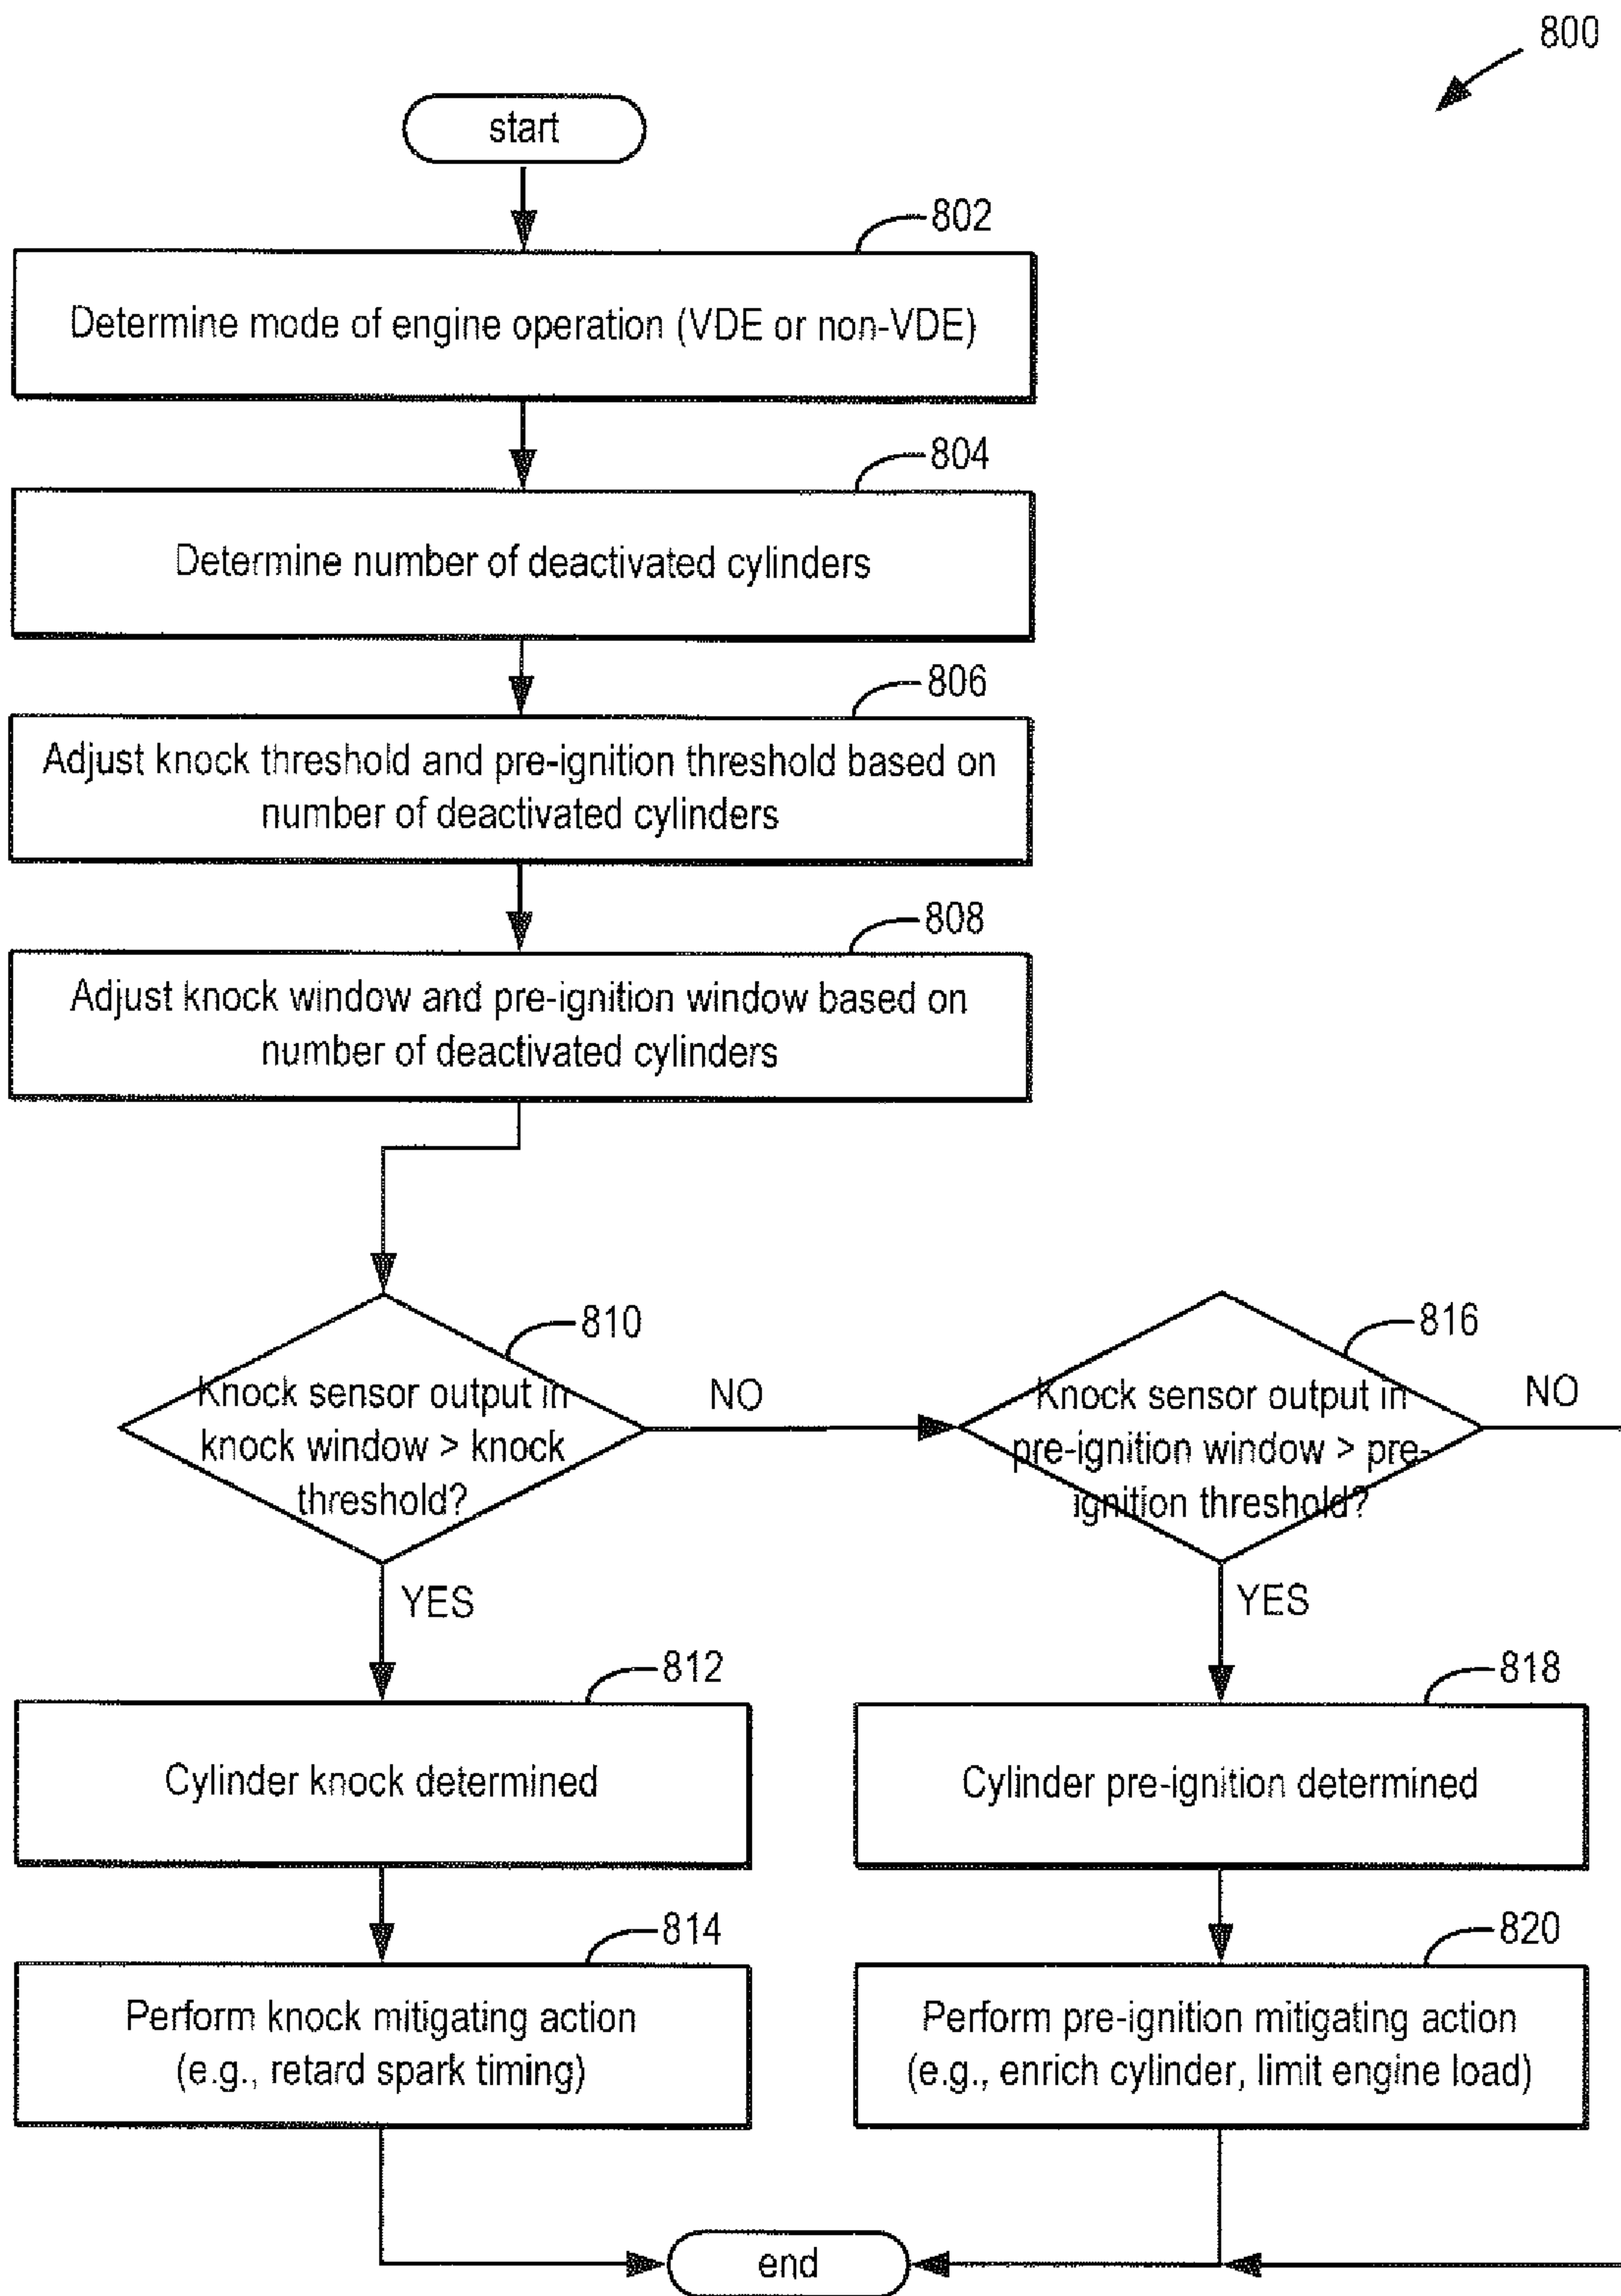 800
start
802
Determine mode of engine operation (VDE or non-VDE)
804
Determine number of deactivated cylinders
806
Adjust knock threshold and pre-ignition threshold based on
number of deactivated cylinders
808
Adjust knock window and pre-ignition window based on
number of deactivated cylinders
810
Knock sensor output in
knock window > knock
threshold?
NO
816
Knock sensor output in
pre-ignition window > pre-
ignition threshold?
NO
YES
YES
812
Cylinder knock determined
818
Cylinder pre-ignition determined
814
Perform knock mitigating action
(e.g., retard spark timing)
820
Perform pre-ignition mitigating action
(e.g., enrich cylinder, limit engine load)
end